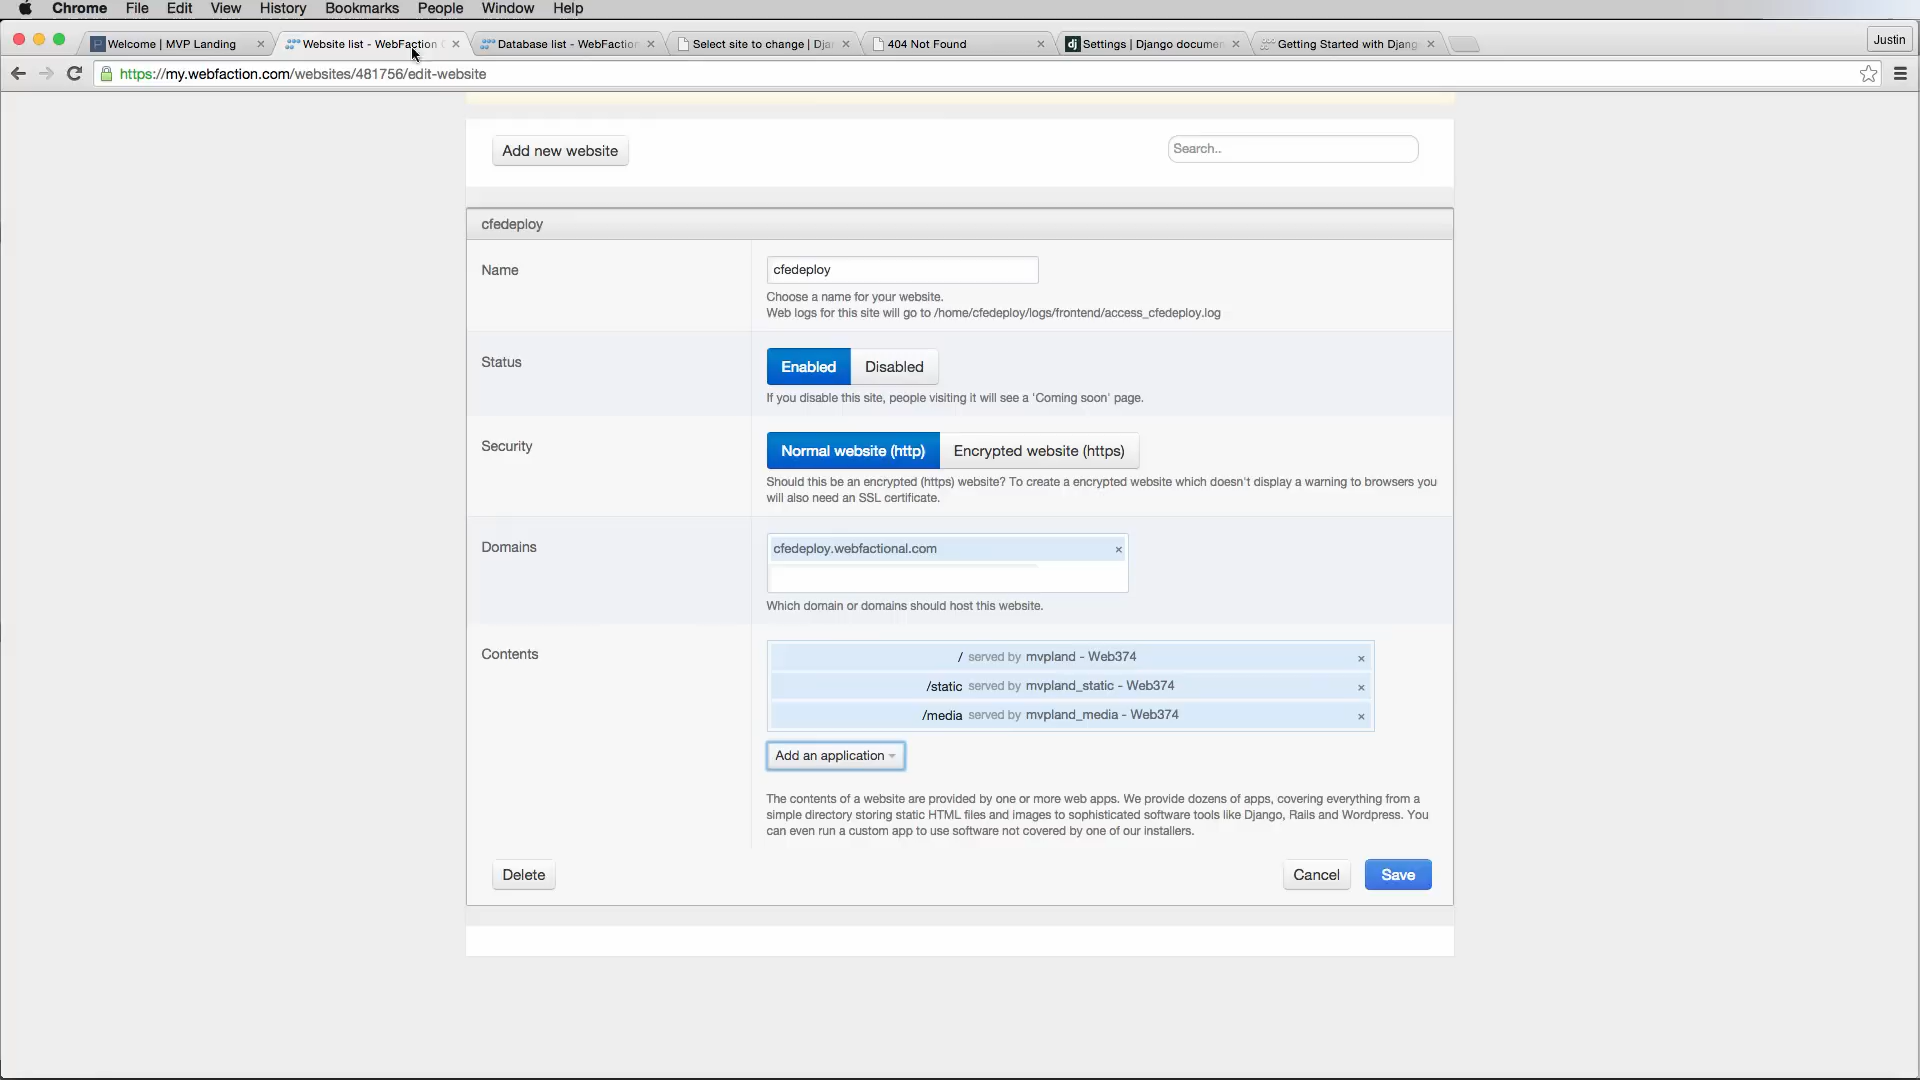 Chrome File Edit View History Bookmarks People Window Help
Welcome | MVP Landing
Website list - WebFaction
Database list - WebFaction
Select site to change | Dja
404 Not Found
Settings | Django documen
Getting Started with Djang
Justin
https://my.webfaction.com/websites/481756/edit-website
Add new website
Search..
cfedeploy
Name
cfedeploy
Choose a name for your website.
Web logs for this site will go to /home/cfedeploy/logs/frontend/access_cfedeploy.log
Status
Enabled Disabled
If you disable this site, people visiting it will see a 'Coming soon' page.
Security
Normal website (http) Encrypted website (https)
Should this be an encrypted (https) website? To create a encrypted website which doesn't display a warning to browsers you
will also need an SSL certificate.
Domains
cfedeploy.webfactional.com ×
Which domain or domains should host this website.
Contents
/ served by mvpland - Web374 ×
/static served by mvpland_static - Web374 ×
/media served by mvpland_media - Web374 ×
Add an application
The contents of a website are provided by one or more web apps. We provide dozens of apps, covering everything from a
simple directory storing static HTML files and images to sophisticated software tools like Django, Rails and Wordpress. You
can even run a custom app to use software not covered by one of our installers.
Delete
Cancel
Save